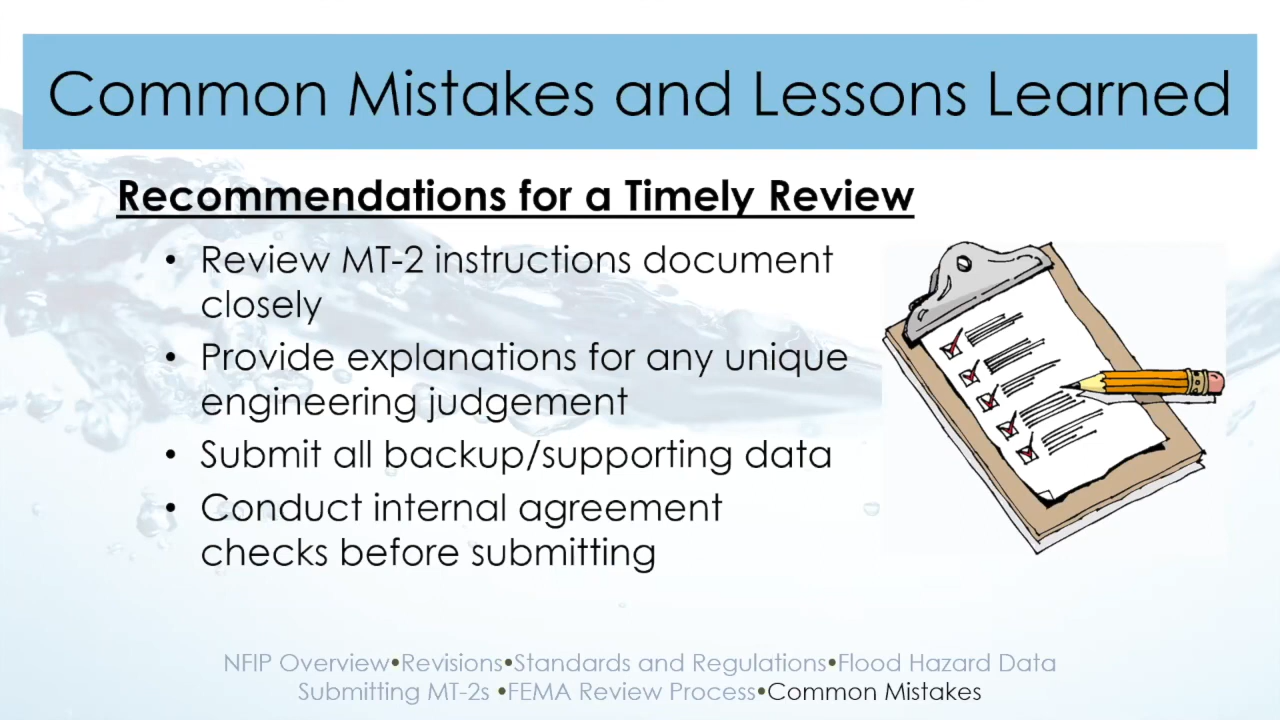 Common Mistakes and Lessons Learned
Recommendations for a Timely Review
• Review MT-2 instructions document
closely
• Provide explanations for any unique
engineering judgement
• Submit all backup/supporting data
• Conduct internal agreement
checks before submitting
NFIP Overview•Revisions•Standards and Regulations•Flood Hazard Data
Submitting MT-2s •FEMA Review Process•Common Mistakes